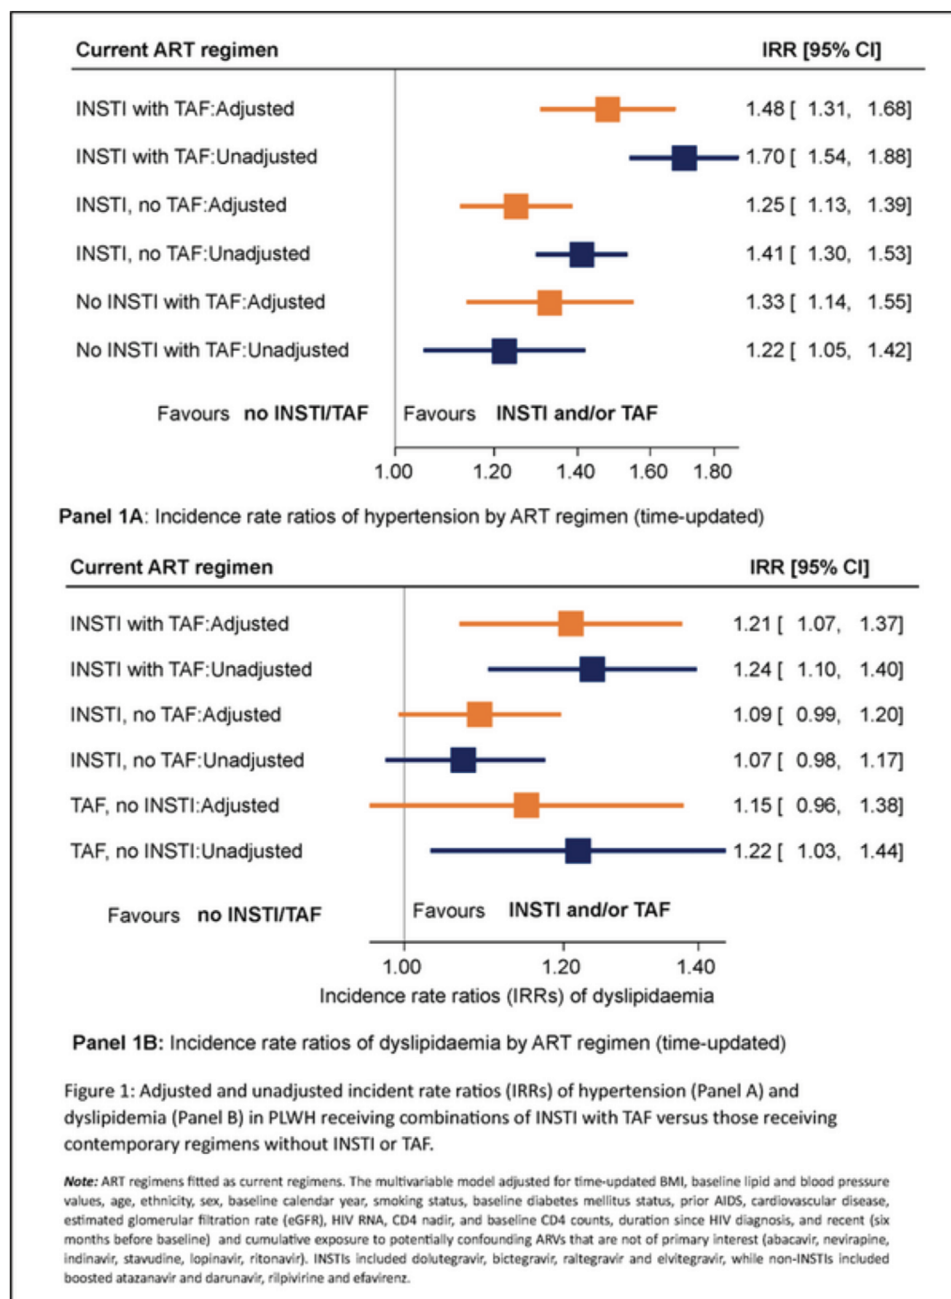 Current ART regimen IRR [95% CI]
INSTI with TAF:Adjusted 1.48 [ 1.31, 1.68]
INSTI with TAF:Unadjusted 1.70 [ 1.54, 1.88]
INSTI, no TAF:Adjusted 1.25 [ 1.13, 1.39]
INSTI, no TAF:Unadjusted 1.41 [ 1.30, 1.53]
No INSTI with TAF:Adjusted 1.33 [ 1.14, 1.55]
No INSTI with TAF:Unadjusted 1.22 [ 1.05, 1.42]
Favours no INSTI/TAF Favours INSTI and/or TAF
1.00 1.20 1.40 1.60 1.80
Panel 1A: Incidence rate ratios of hypertension by ART regimen (time-updated)
Current ART regimen IRR [95% CI]
INSTI with TAF:Adjusted 1.21 [ 1.07, 1.37]
INSTI with TAF:Unadjusted 1.24 [ 1.10, 1.40]
INSTI, no TAF:Adjusted 1.09 [ 0.99, 1.20]
INSTI, no TAF:Unadjusted 1.07 [ 0.98, 1.17]
TAF, no INSTI:Adjusted 1.15 [ 0.96, 1.38]
TAF, no INSTI:Unadjusted 1.22 [ 1.03, 1.44]
Favours no INSTI/TAF Favours INSTI and/or TAF
1.00 1.20 1.40
Incidence rate ratios (IRRs) of dyslipidaemia
Panel 1B: Incidence rate ratios of dyslipidaemia by ART regimen (time-updated)
Figure 1: Adjusted and unadjusted incident rate ratios (IRRs) of hypertension (Panel A) and
dyslipidemia (Panel B) in PLWH receiving combinations of INSTI with TAF versus those receiving
contemporary regimens without INSTI or TAF.
Note: ART regimens fitted as current regimens. The multivariable model adjusted for time-updated BMI, baseline lipid and blood pressure
values, age, ethnicity, sex, baseline calendar year, smoking status, baseline diabetes mellitus status, prior AIDS, cardiovascular disease,
estimated glomerular filtration rate (eGFR), HIV RNA, CD4 nadir, and baseline CD4 counts, duration since HIV diagnosis, and recent (six
months before baseline) and cumulative exposure to potentially confounding ARVs that are not of primary interest (abacavir, nevirapine,
indinavir, stavudine, lopinavir, ritonavir). INSTIs included dolutegravir, bictegravir, raltegravir and elvitegravir, while non-INSTIs included
boosted atazanavir and darunavir, rilpivirine and efavirenz.